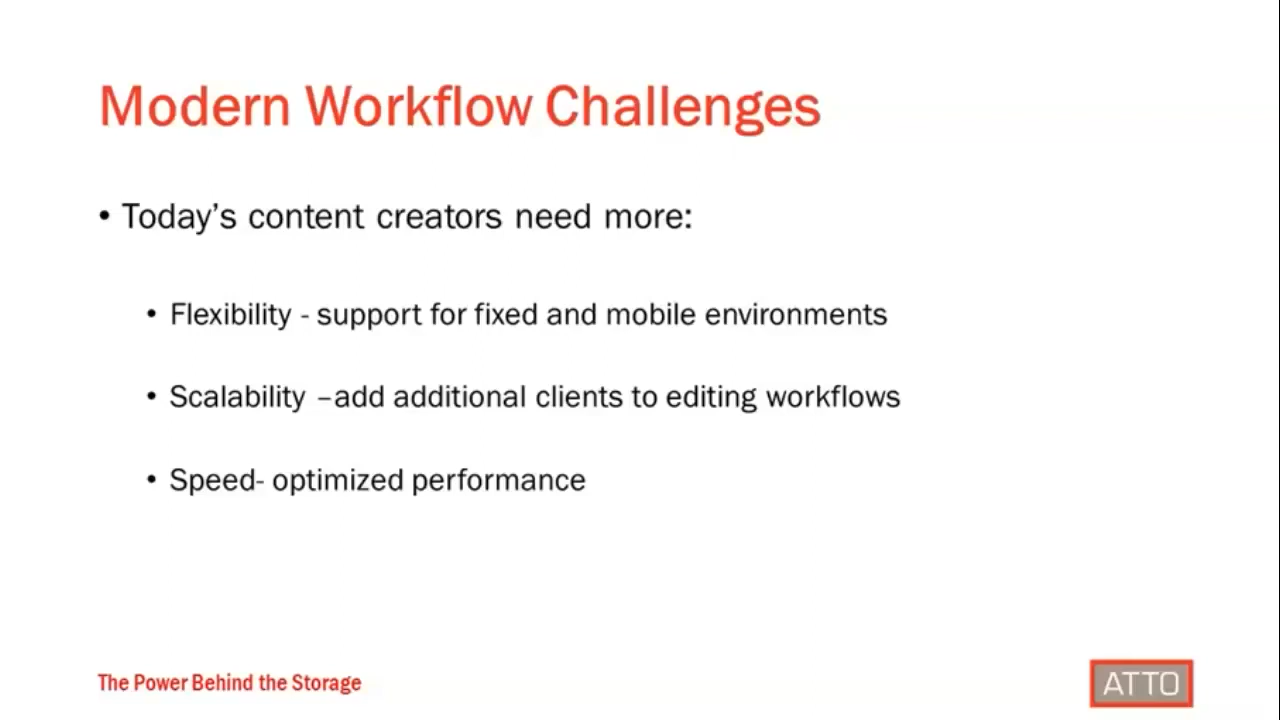 Modern Workflow Challenges
• Today’s content creators need more:
• Flexibility - support for fixed and mobile environments
• Scalability –add additional clients to editing workflows
• Speed- optimized performance
The Power Behind the Storage
ATTO